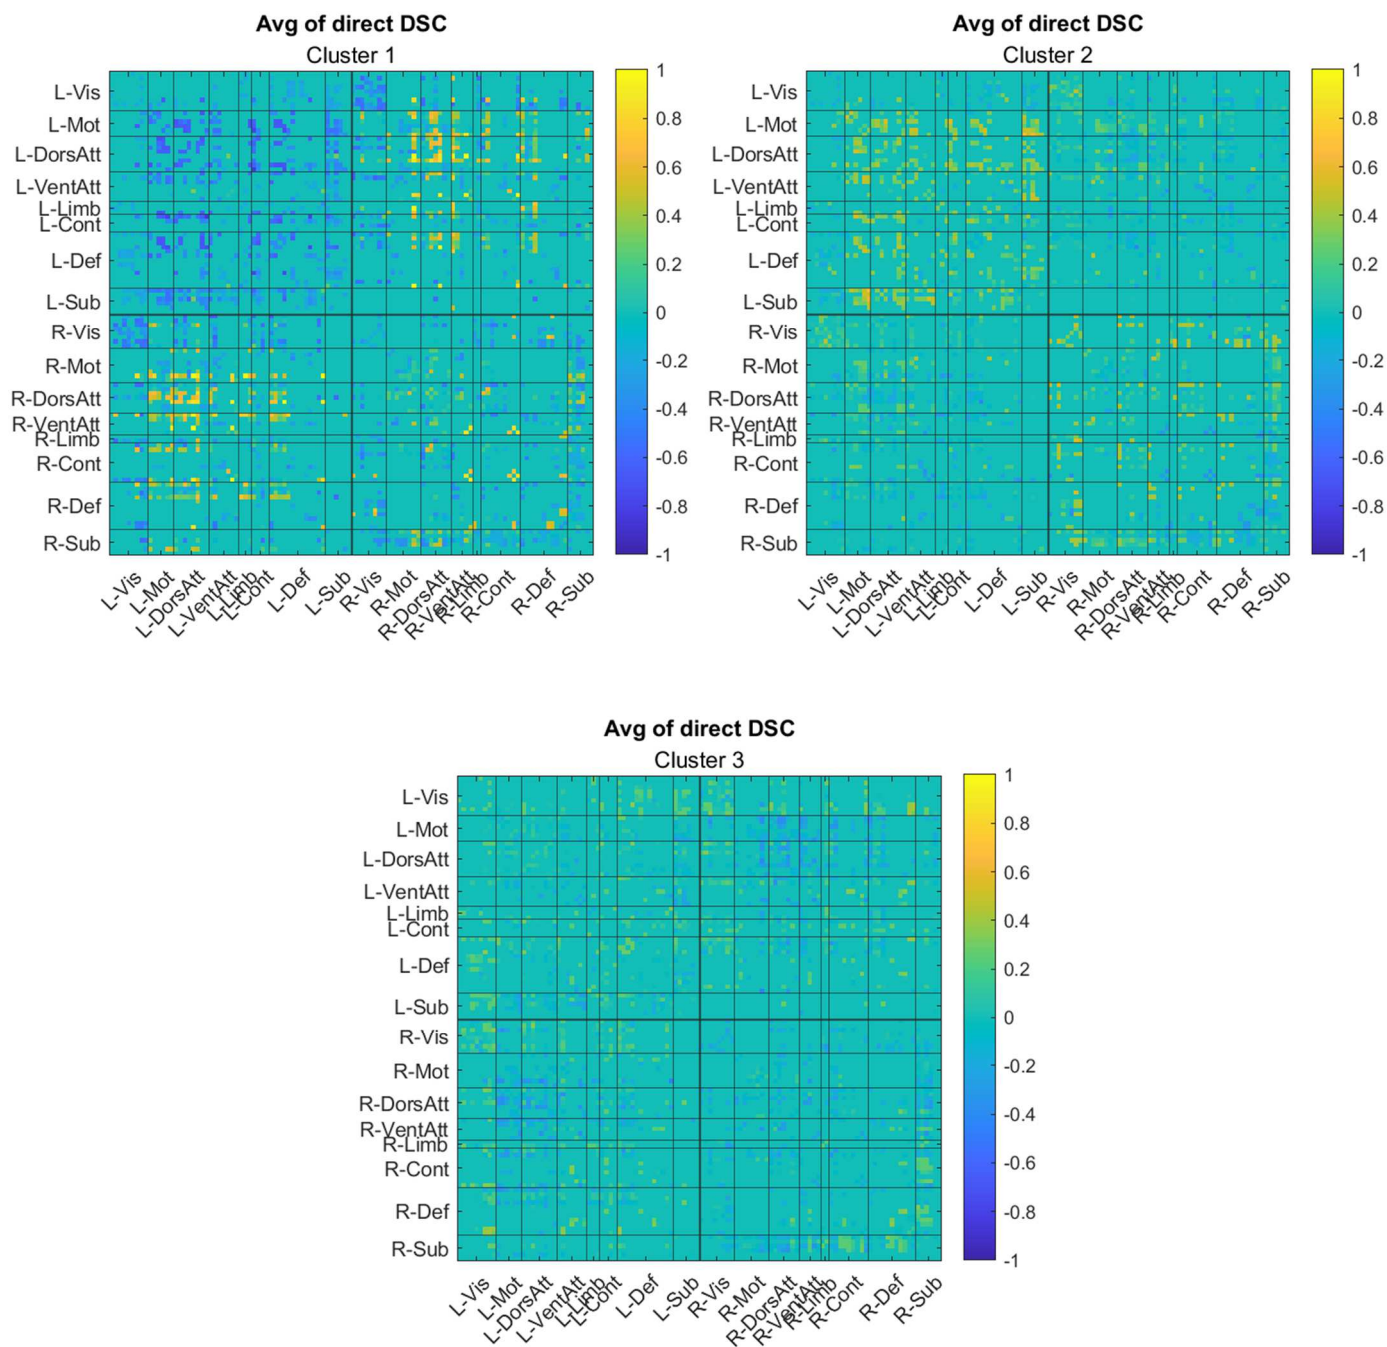 Avg of direct DSC
Cluster 1
L-Vis
L-Mot
L-DorsAtt
L-VentAtt
L-Limb
L-Cont
L-Def
L-Sub
R-Vis
R-Mot
R-DorsAtt
R-VentAtt
R-Limb
R-Cont
R-Def
R-Sub
L-Vis
L-Mot
L-DorsAtt
L-VentAtt
L-Limb
L-Cont
L-Def
L-Sub
R-Vis
R-Mot
R-DorsAtt
R-VentAtt
R-Limb
R-Cont
R-Def
R-Sub
1
0.8
0.6
0.4
0.2
0
-0.2
-0.4
-0.6
-0.8
-1
Avg of direct DSC
Cluster 2
L-Vis
L-Mot
L-DorsAtt
L-VentAtt
L-Limb
L-Cont
L-Def
L-Sub
R-Vis
R-Mot
R-DorsAtt
R-VentAtt
R-Limb
R-Cont
R-Def
R-Sub
L-Vis
L-Mot
L-DorsAtt
L-VentAtt
L-Limb
L-Cont
L-Def
L-Sub
R-Vis
R-Mot
R-DorsAtt
R-VentAtt
R-Limb
R-Cont
R-Def
R-Sub
1
0.8
0.6
0.4
0.2
0
-0.2
-0.4
-0.6
-0.8
-1
Avg of direct DSC
Cluster 3
L-Vis
L-Mot
L-DorsAtt
L-VentAtt
L-Limb
L-Cont
L-Def
L-Sub
R-Vis
R-Mot
R-DorsAtt
R-VentAtt
R-Limb
R-Cont
R-Def
R-Sub
L-Vis
L-Mot
L-DorsAtt
L-VentAtt
L-Limb
L-Cont
L-Def
L-Sub
R-Vis
R-Mot
R-DorsAtt
R-VentAtt
R-Limb
R-Cont
R-Def
R-Sub
1
0.8
0.6
0.4
0.2
0
-0.2
-0.4
-0.6
-0.8
-1